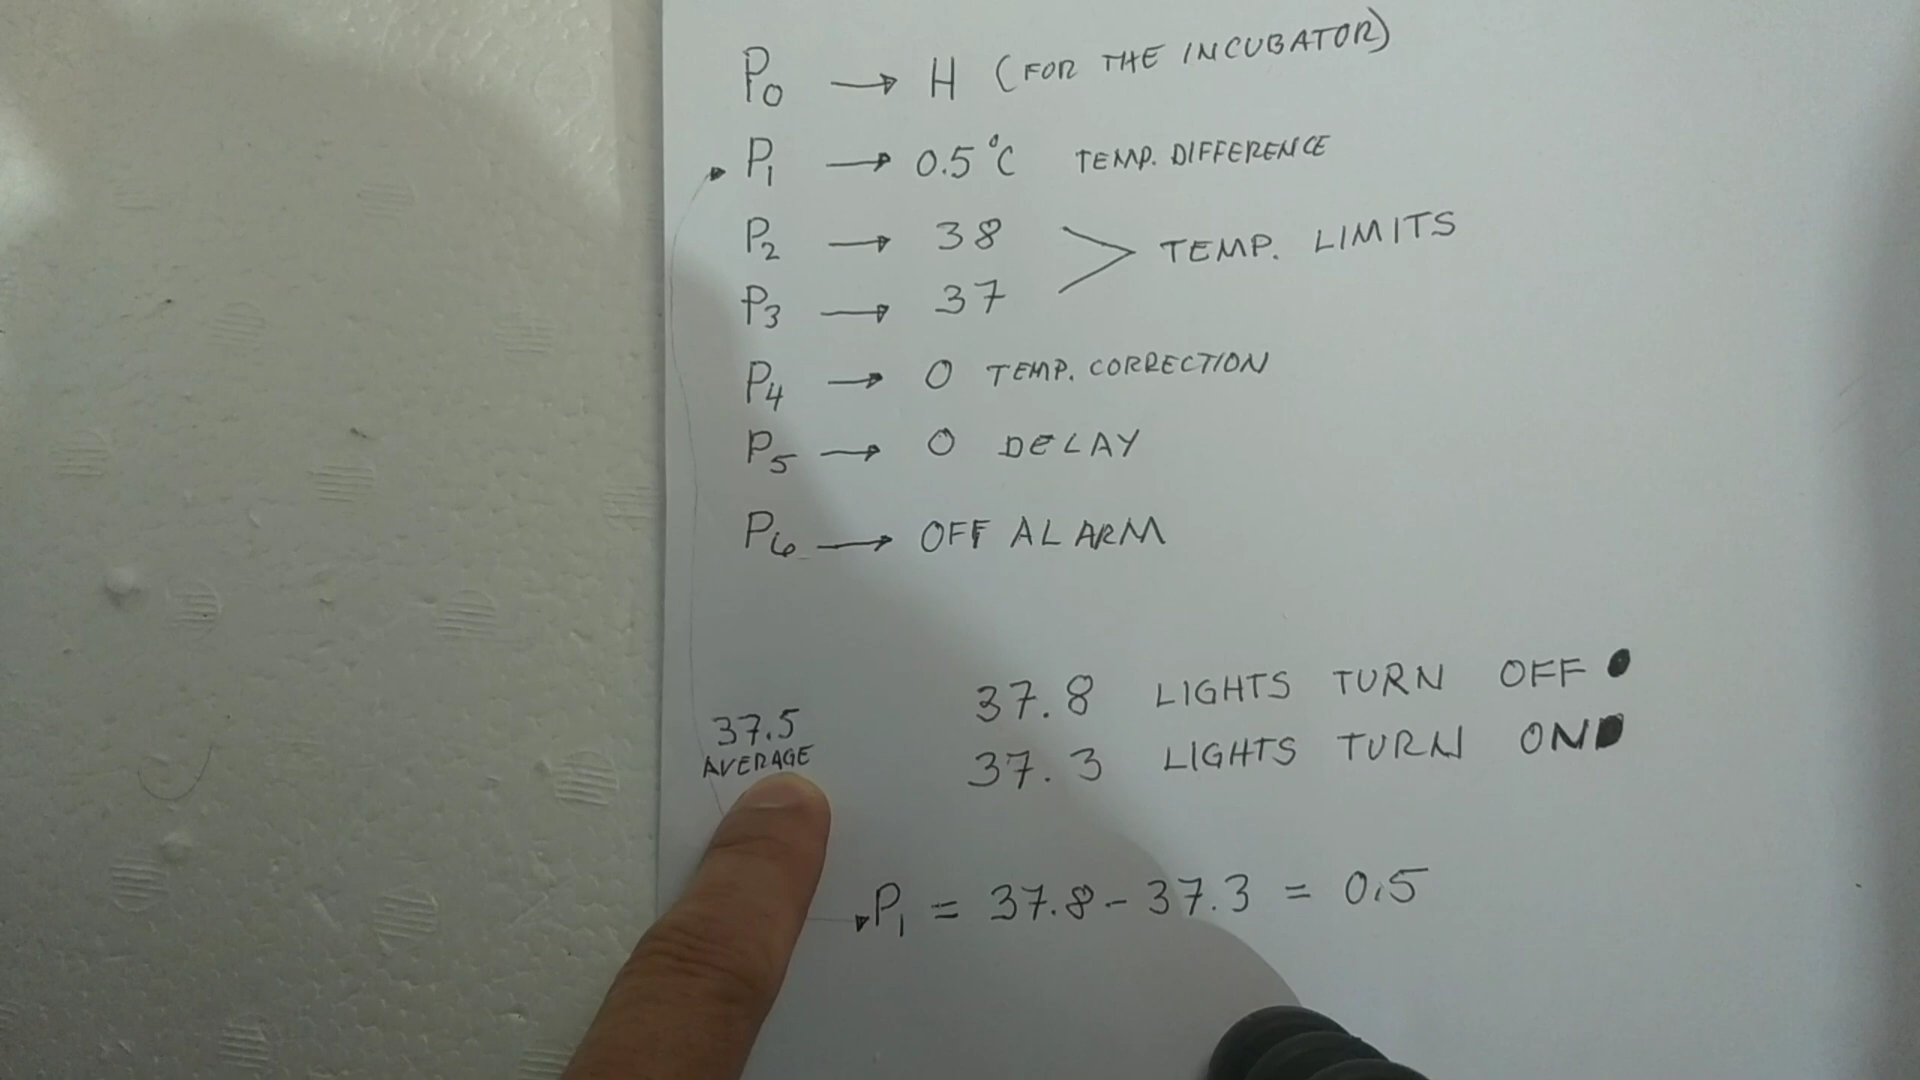 P0 → H (FOR THE INCUBATOR)
P1 → 0.5°C TEMP. DIFFERENCE
P2 → 38
P3 → 37
> TEMP. LIMITS
P4 → 0 TEMP. CORRECTION
P5 → 0 DELAY
P6 → OFF ALARM
37.5
AVERAGE
37.8 LIGHTS TURN OFF
37.3 LIGHTS TURN ON
P1 = 37.8 - 37.3 = 0.5